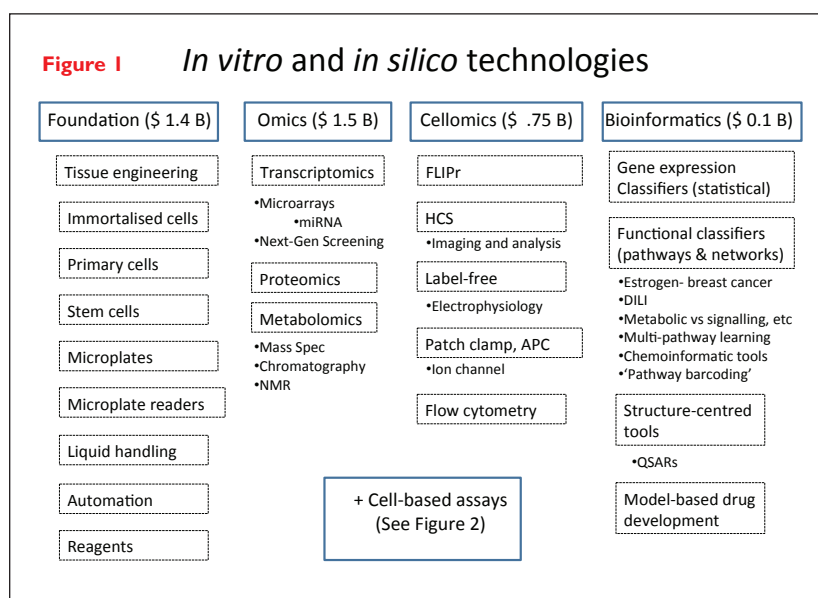 Figure 1
In vitro and in silico technologies
Foundation ($ 1.4 B)
Tissue engineering
Immortalised cells
Primary cells
Stem cells
Microplates
Microplate readers
Liquid handling
Automation
Reagents
Omics ($ 1.5 B)
Transcriptomics
•Microarrays
•miRNA
•Next-Gen Screening
Proteomics
Metabolomics
•Mass Spec
•Chromatography
•NMR
Cellomics ($ .75 B)
FLIPr
HCS
•Imaging and analysis
Label-free
•Electrophysiology
Patch clamp, APC
•Ion channel
Flow cytometry
+ Cell-based assays
(See Figure 2)
Bioinformatics ($ 0.1 B)
Gene expression
Classifiers (statistical)
Functional classifiers
(pathways & networks)
•Estrogen- breast cancer
•DILI
•Metabolic vs signalling, etc
•Multi-pathway learning
•Chemoinformatic tools
•‘Pathway barcoding’
Structure-centred
tools
•QSARs
Model-based drug
development